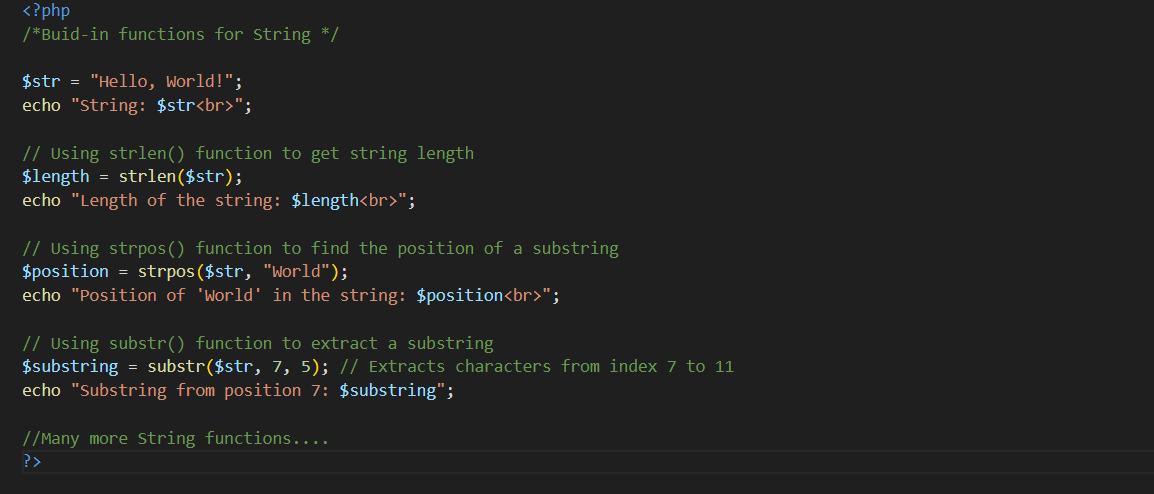 <?php
/*Buid-in functions for String */
$str = "Hello, World!";
echo "String: $str<br>";
// Using strlen() function to get string length
$length = strlen($str);
echo "Length of the string: $length<br>";
// Using strpos() function to find the position of a substring
$position = strpos($str, "World");
echo "Position of 'World' in the string: $position<br>";
// Using substr() function to extract a substring
$substring = substr($str, 7, 5); // Extracts characters from index 7 to 11
echo "Substring from position 7: $substring";
//Many more String functions....
?>